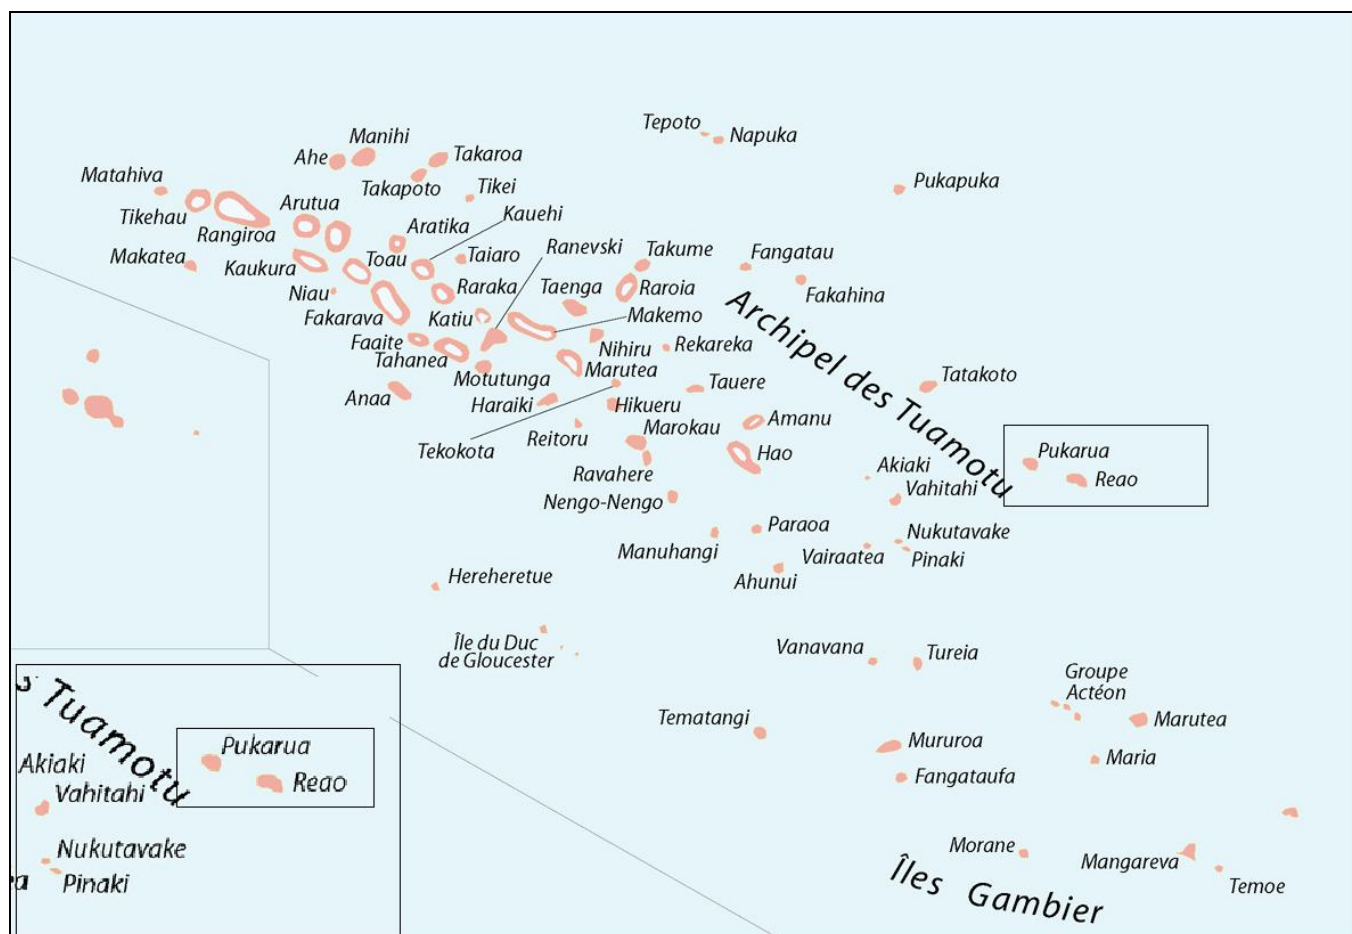 Tepoto
Napuka
Manihi
Ahe
Takaroa
Matahiva
Takapoto
Tikei
Pukapuka
Tikehau
Arutua
Kauehi
Rangiroa
Aratika
Ranevski
Takume
Makatea
Kaukura
Toau
Taiaro
Fangatau
Niau
Raraka
Taenga
Raroia
Fakahina
Fakarava
Katiu
Makemo
Archipel des Tuamotu
Faaite
Nihiru
Rekareka
Tahanea
Marutea
Motutunga
Tauere
Tatakoto
Anaa
Haraiki
Hikueru
Amanu
Tekokota
Reitoru
Marokau
Hao
Pukarua
Ravahere
Akiaki
Reao
Nengo-Nengo
Vahitahi
Manuhangi
Paraoa
Nukutavake
Vairaatea
Pinaki
Ahunui
Hereheretue
Île du Duc
de Gloucester
Vanavana
Tureia
Groupe
Actéon
Tematangi
Marutea
Mururoa
Maria
Fangataufa
Morane
Mangareva
Temoe
Îles Gambier
s Tuamotu
Pukarua
Akiaki
Reao
Vahitahi
Nukutavake
ea
Pinaki